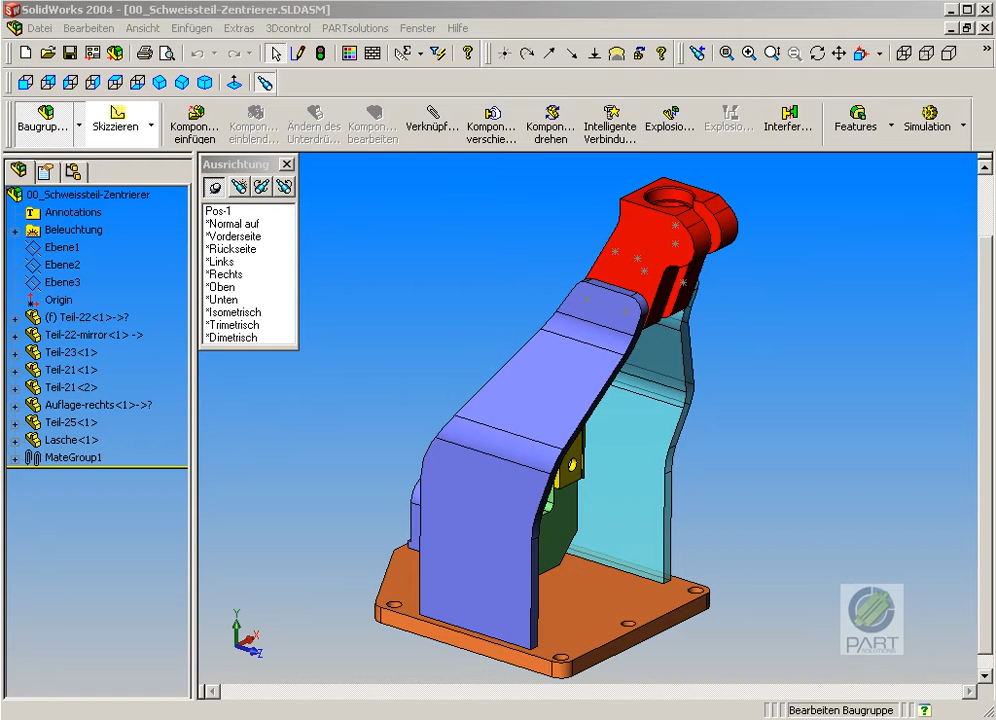 SolidWorks 2004 - [00_Schweissteil-Zentrierer.SLDASM]
Datei Bearbeiten Ansicht Einfügen Extras 3Dcontrol PARTsolutions Fenster Hilfe
Baugrup... Skizzieren Kompon... einfügen Kompon... einblend... Ändern des Unterdrü... Kompon... bearbeiten Verknüpf... Kompon... verschie... Kompon... drehen Intelligente Verbindu... Explosio... Explosio... Interfer... Features Simulation
Ausrichtung
Pos-1
*Normal auf
*Vorderseite
*Rückseite
*Links
*Rechts
*Oben
*Unten
*Isometrisch
*Trimetrisch
*Dimetrisch
00_Schweissteil-Zentrierer
Annotations
Beleuchtung
Ebene1
Ebene2
Ebene3
Origin
(f) Teil-22<1>->?
Teil-22-mirror<1> ->
Teil-23<1>
Teil-21<1>
Teil-21<2>
Auflage-rechts<1>->?
Teil-25<1>
Lasche<1>
MateGroup1
Y
X
Z
PART
SOLUTIONS
Bearbeiten Baugruppe